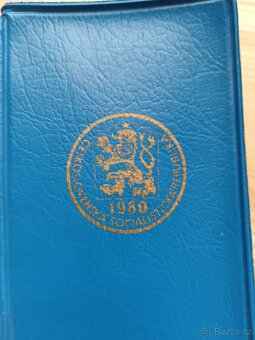 ČESKOSLOVENSKÁ SOCIALISTICKÁ REPUBLIKA
1980
Bazos.cz